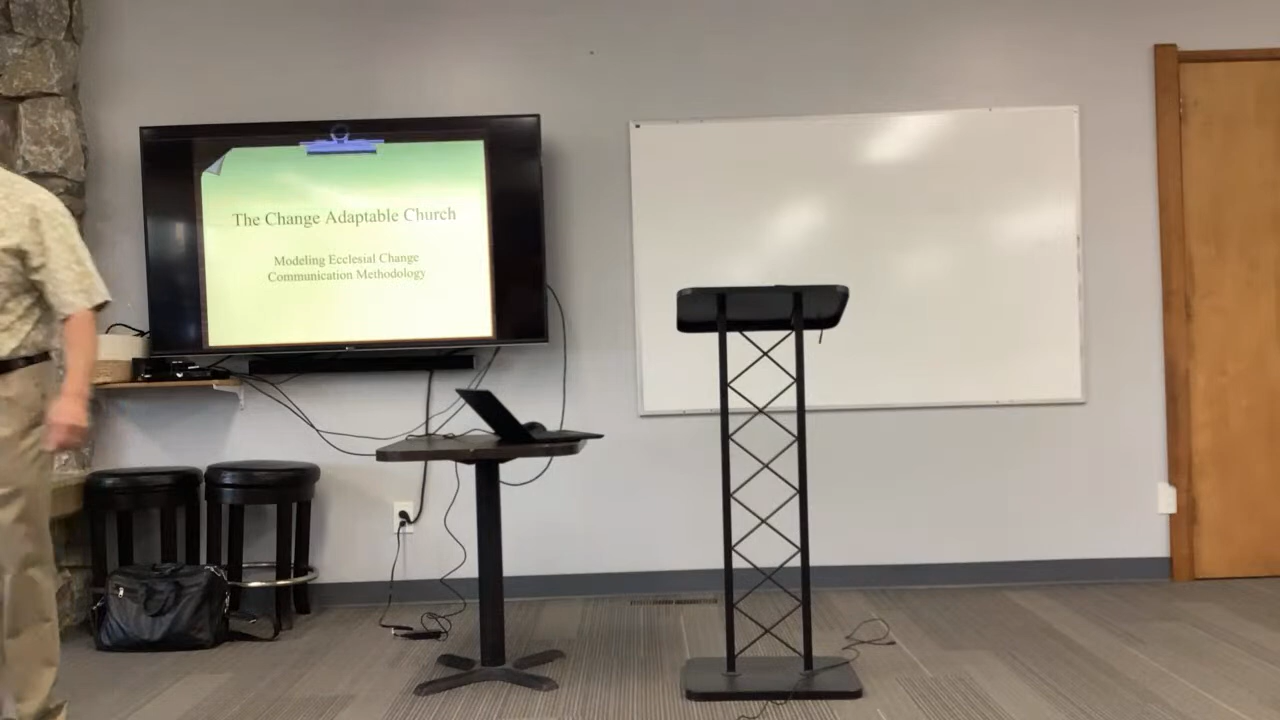 The Change Adaptable Church
Modeling Ecclesial Change
Communication Methodology